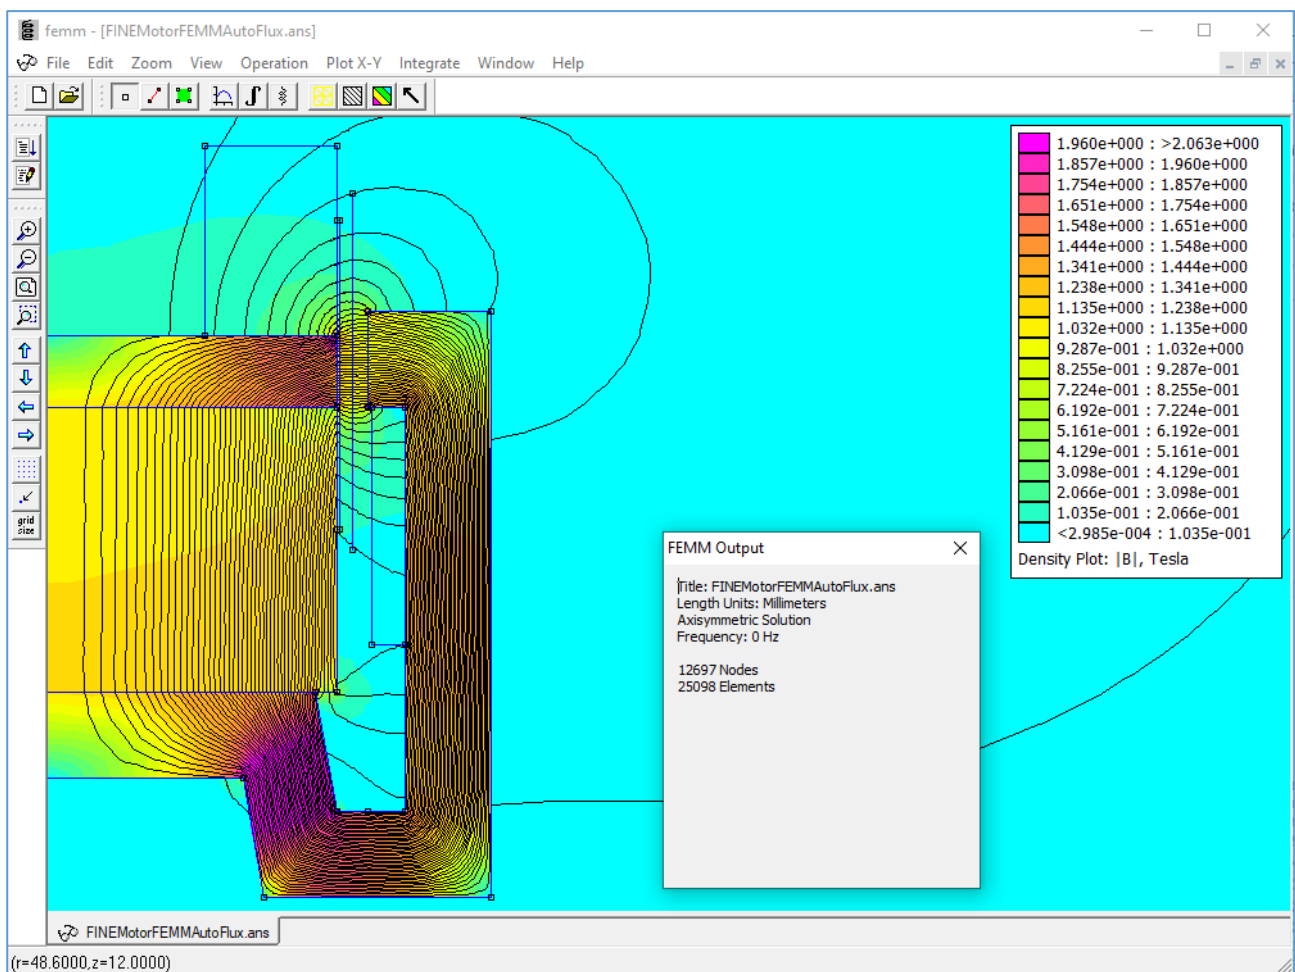 femm - [FINEMotorFEMMAutoFlux.ans]
File Edit Zoom View Operation Plot X-Y Integrate Window Help
1.960e+000 : >2.063e+000
1.857e+000 : 1.960e+000
1.754e+000 : 1.857e+000
1.651e+000 : 1.754e+000
1.548e+000 : 1.651e+000
1.444e+000 : 1.548e+000
1.341e+000 : 1.444e+000
1.238e+000 : 1.341e+000
1.135e+000 : 1.238e+000
1.032e+000 : 1.135e+000
9.287e-001 : 1.032e+000
8.255e-001 : 9.287e-001
7.224e-001 : 8.255e-001
6.192e-001 : 7.224e-001
5.161e-001 : 6.192e-001
4.129e-001 : 5.161e-001
3.098e-001 : 4.129e-001
2.066e-001 : 3.098e-001
1.035e-001 : 2.066e-001
<2.985e-004 : 1.035e-001
Density Plot: |B|, Tesla
grid
size
FEMM Output
Title: FINEMotorFEMMAutoFlux.ans
Length Units: Millimeters
Axisymmetric Solution
Frequency: 0 Hz
12697 Nodes
25098 Elements
FINEMotorFEMMAutoFlux.ans
(r=48.6000,z=12.0000)